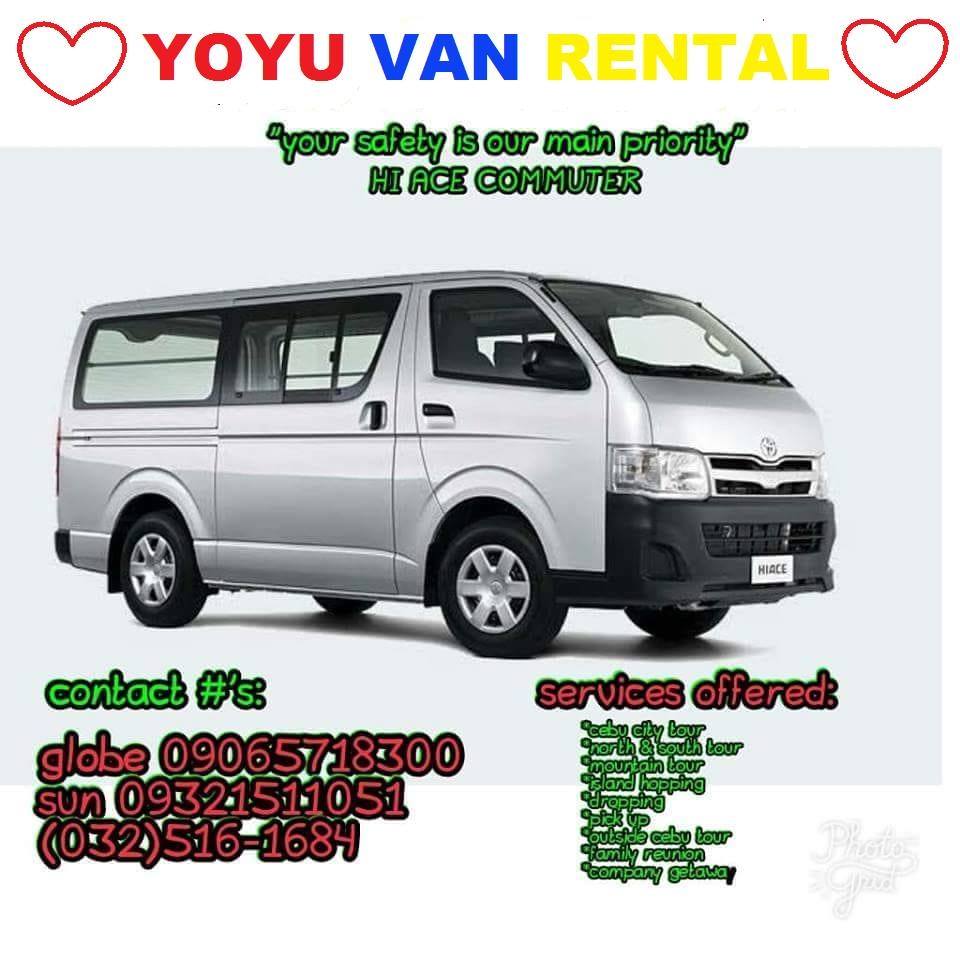 YOYU VAN RENTAL
"your safety is our main priority"
HI ACE COMMUTER
HIACE
contact #'s:
globe 09065718300
sun 09321511051
(032)516-1684
services offered:
*cebu city tour
*north & south tour
*mountain tour
*island hopping
*dropping
*pick up
*outside cebu tour
*family reunion
*company getaway
Photo
Grid